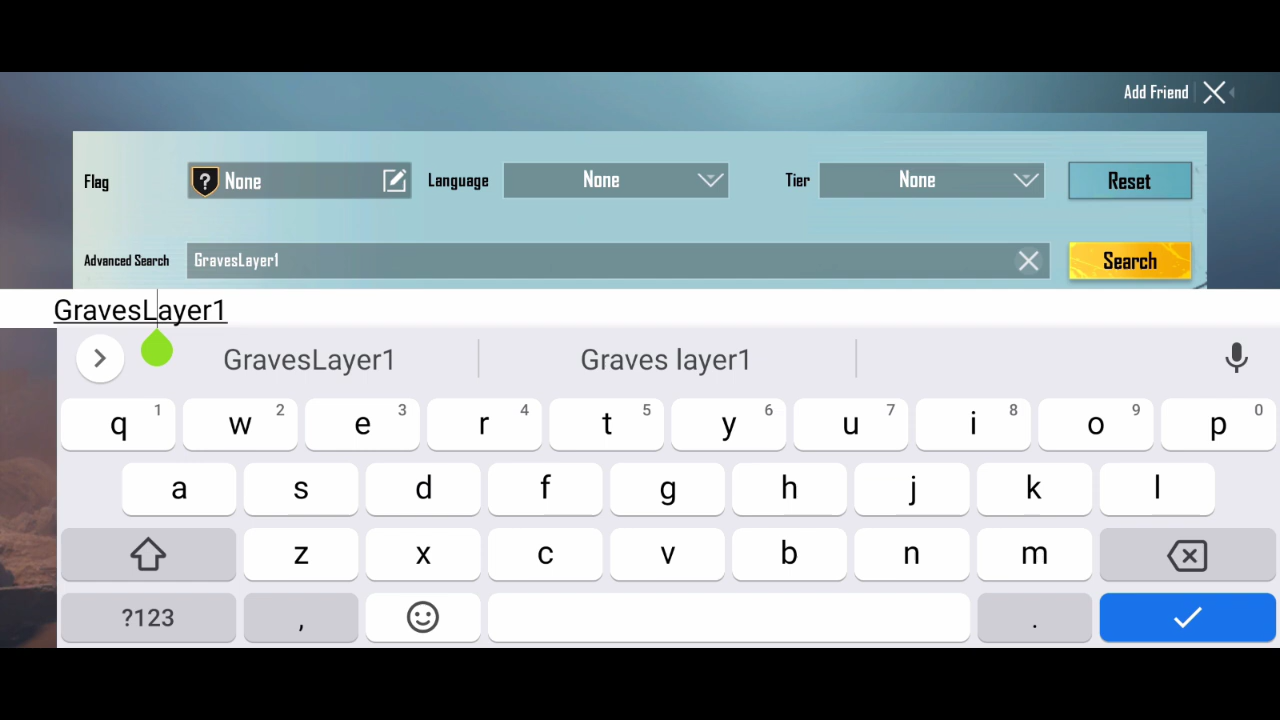 Add Friend
Flag ? None Language None Tier None Reset
Advanced Search GravesLayer1 Search
GravesLayer1
GravesLayer1 Graves layer1
q 1 w 2 e 3 r 4 t 5 y 6 u 7 i 8 o 9 p 0
a s d f g h j k l
z x c v b n m
?123 , .